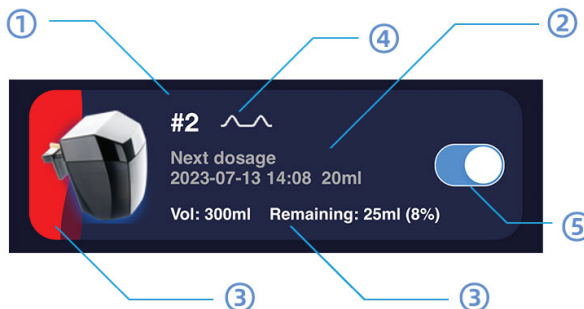 ① ④ ②
#2
Next dosage
2023-07-13 14:08 20ml
Vol: 300ml Remaining: 25ml (8%)
⑤
③ ③